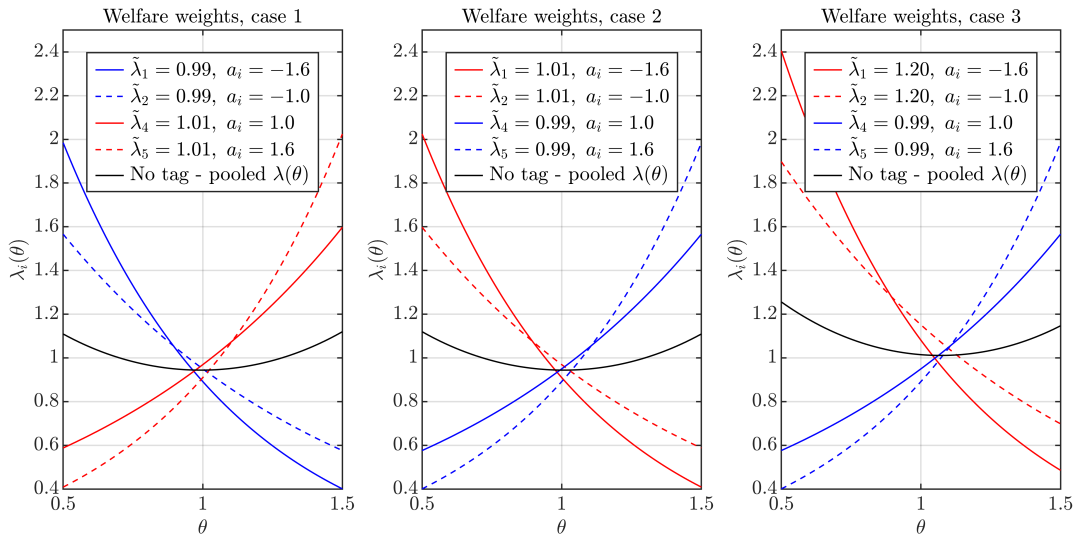 Welfare weights, case 1
λ̃₁ = 0.99, aᵢ = −1.6
λ̃₂ = 0.99, aᵢ = −1.0
λ̃₄ = 1.01, aᵢ = 1.0
λ̃₅ = 1.01, aᵢ = 1.6
No tag - pooled λ(θ)
2.4
2.2
2
1.8
1.6
1.4
1.2
1
0.8
0.6
0.4
λᵢ(θ)
0.5
1
1.5
θ
Welfare weights, case 2
λ̃₁ = 1.01, aᵢ = −1.6
λ̃₂ = 1.01, aᵢ = −1.0
λ̃₄ = 0.99, aᵢ = 1.0
λ̃₅ = 0.99, aᵢ = 1.6
No tag - pooled λ(θ)
2.4
2.2
2
1.8
1.6
1.4
1.2
1
0.8
0.6
0.4
λᵢ(θ)
0.5
1
1.5
θ
Welfare weights, case 3
λ̃₁ = 1.20, aᵢ = −1.6
λ̃₂ = 1.20, aᵢ = −1.0
λ̃₄ = 0.99, aᵢ = 1.0
λ̃₅ = 0.99, aᵢ = 1.6
No tag - pooled λ(θ)
2.4
2.2
2
1.8
1.6
1.4
1.2
1
0.8
0.6
0.4
λᵢ(θ)
0.5
1
1.5
θ